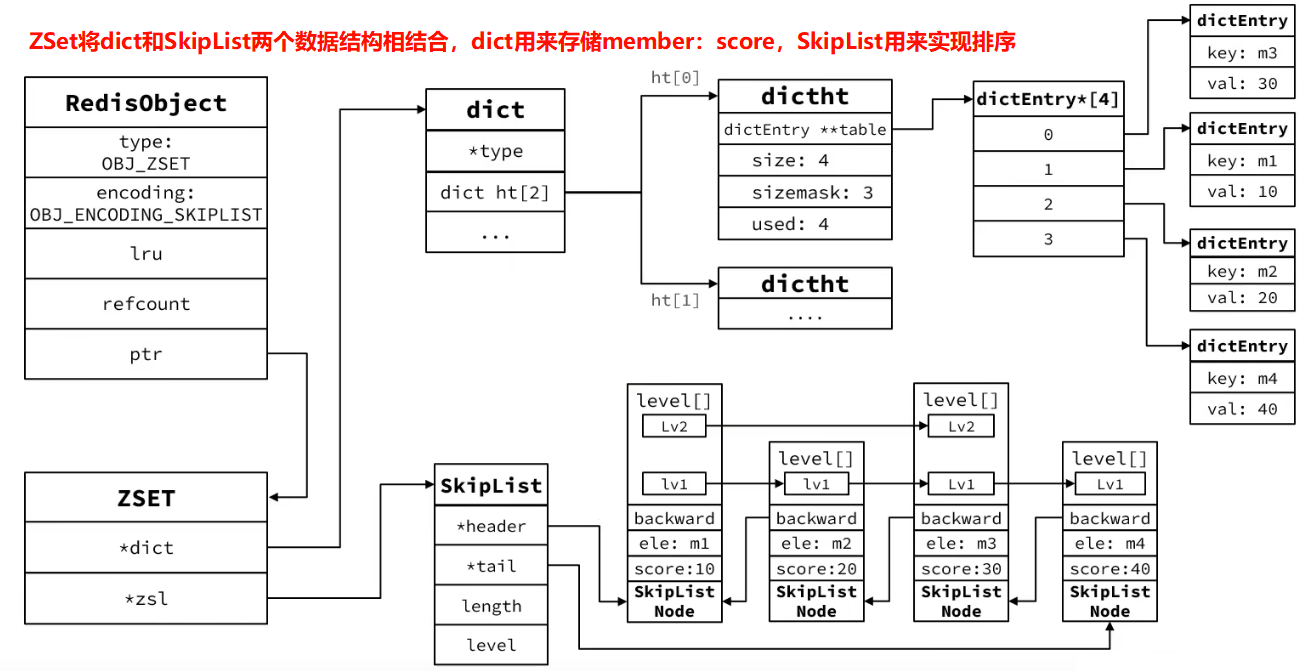 ZSet将dict和SkipList两个数据结构相结合，dict用来存储member：score，SkipList用来实现排序
RedisObject
type:
OBJ_ZSET
encoding:
OBJ_ENCODING_SKIPLIST
lru
refcount
ptr
ZSET
*dict
*zsl
dict
*type
dict ht[2]
...
ht[0]
ht[1]
dictht
dictEntry **table
size: 4
sizemask: 3
used: 4
dictht
....
dictEntry*[4]
0
1
2
3
dictEntry
key: m3
val: 30
dictEntry
key: m1
val: 10
dictEntry
key: m2
val: 20
dictEntry
key: m4
val: 40
SkipList
*header
*tail
length
level
level[]
Lv2
lv1
backward
ele: m1
score:10
SkipList
Node
level[]
lv1
backward
ele: m2
score:20
SkipList
Node
level[]
Lv2
Lv1
backward
ele: m3
score:30
SkipList
Node
level[]
Lv1
backward
ele: m4
score:40
SkipList
Node